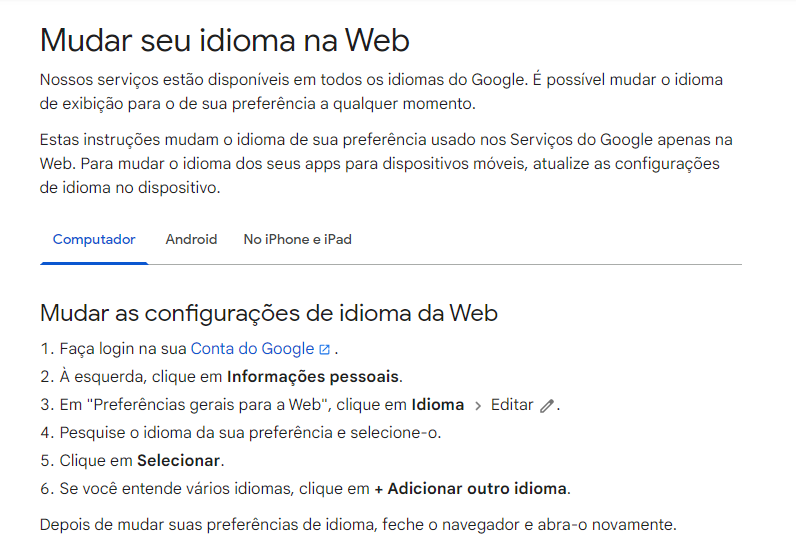 Mudar seu idioma na Web
Nossos serviços estão disponíveis em todos os idiomas do Google. É possível mudar o idioma
de exibição para o de sua preferência a qualquer momento.
Estas instruções mudam o idioma de sua preferência usado nos Serviços do Google apenas na
Web. Para mudar o idioma dos seus apps para dispositivos móveis, atualize as configurações
de idioma no dispositivo.
Computador Android No iPhone e iPad
Mudar as configurações de idioma da Web
1. Faça login na sua Conta do Google .
2. À esquerda, clique em Informações pessoais.
3. Em "Preferências gerais para a Web", clique em Idioma > Editar .
4. Pesquise o idioma da sua preferência e selecione-o.
5. Clique em Selecionar.
6. Se você entende vários idiomas, clique em + Adicionar outro idioma.
Depois de mudar suas preferências de idioma, feche o navegador e abra-o novamente.